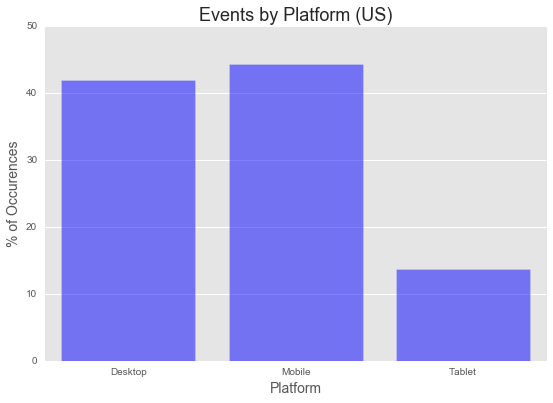 Events by Platform (US)
50
40
30
20
10
0
% of Occurences
Desktop Mobile Tablet
Platform